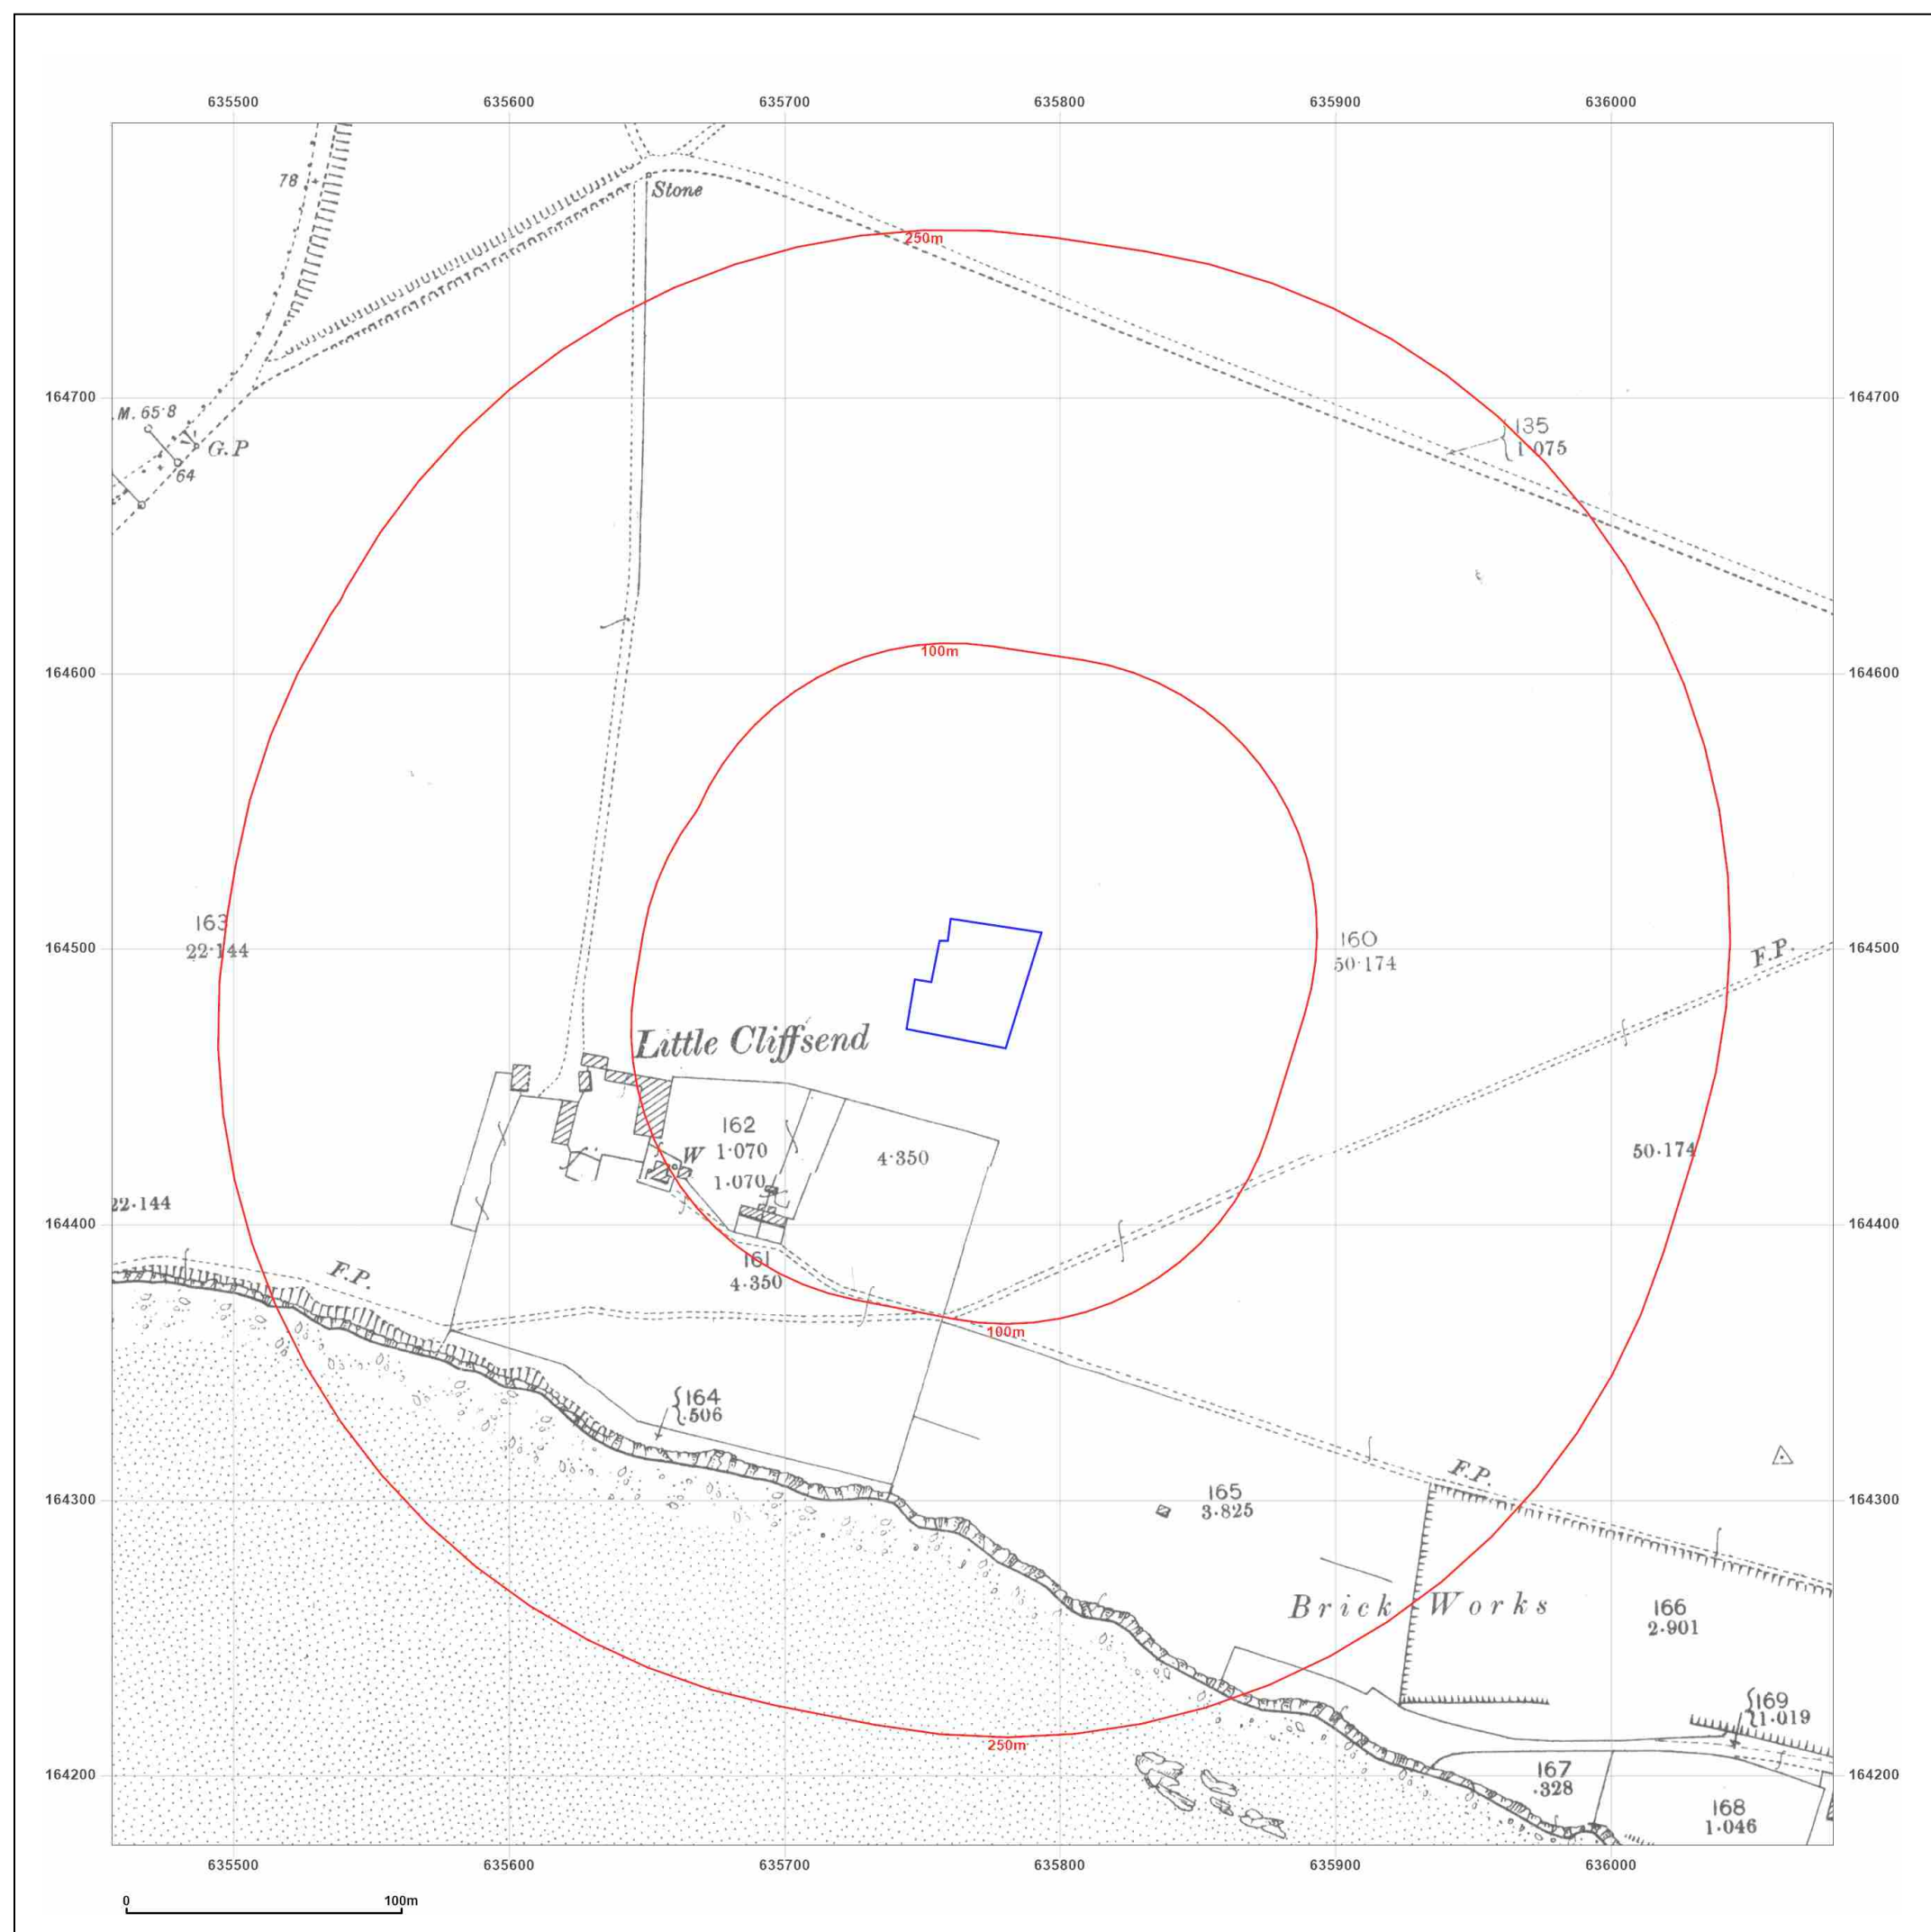 635500 635600 635700 635800 635900 636000
78
Stone
250m
164700 164700
M. 65·8
G.P
64
135
1·075
164600 164600
100m
163
22·144
164500 164500
160
50·174
F.P.
Little Cliffsend
162
1·070
W
1·070
4·350
50·174
22·144
164400 164400
161
4·350
F.P.
100m
164
·506
F.P.
164300 164300
165
3·825
Brick Works
166
2·901
169
1·019
250m
164200 164200
167
·328
168
1·046
635500 635600 635700 635800 635900 636000
0 100m